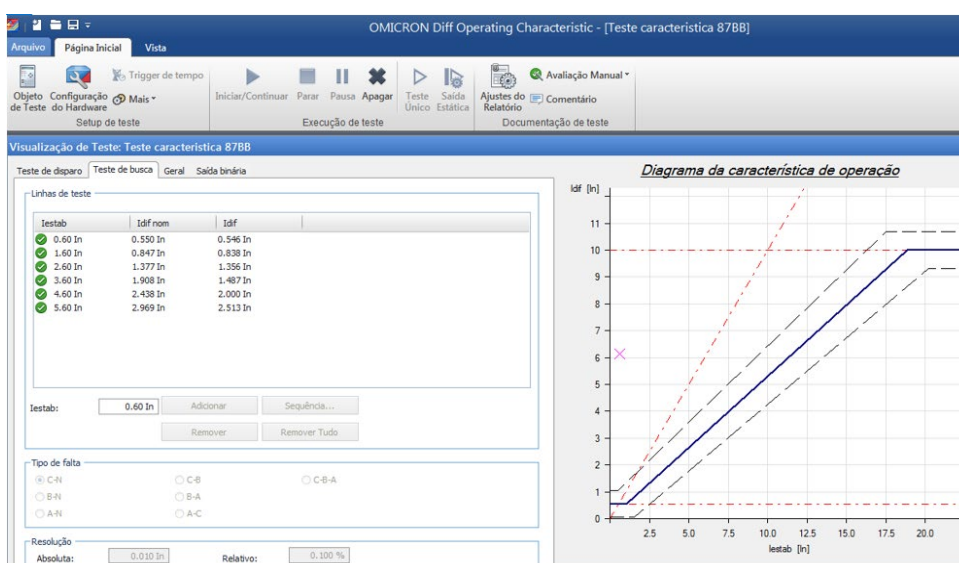 OMICRON Diff Operating Characteristic - [Teste caracteristica 87BB]
Arquivo Página Inicial Vista
Objeto de Teste
Configuração do Hardware
Trigger de tempo
Mais
Iniciar/Continuar
Parar
Pausa
Apagar
Teste Único
Saída Estática
Ajustes do Relatório
Avaliação Manual
Comentário
Setup de teste
Execução de teste
Documentação de teste
Visualização de Teste: Teste caracteristica 87BB
Teste de disparo Teste de busca Geral Saída binária
Linhas de teste
Iestab Idif nom Idif
0.60 In 0.550 In 0.546 In
1.60 In 0.847 In 0.838 In
2.60 In 1.377 In 1.356 In
3.60 In 1.908 In 1.487 In
4.60 In 2.438 In 2.000 In
5.60 In 2.969 In 2.513 In
Iestab: 0.60 In Adicionar Sequência...
Remover Remover Tudo
Tipo de falta
C-N C-B C-B-A
B-N B-A
A-N A-C
Resolução
Absoluta: 0.010 In Relativo: 0.100 %
Diagrama da característica de operação
Idif [In]
11
10
9
8
7
6
5
4
3
2
1
0
2.5 5.0 7.5 10.0 12.5 15.0 17.5 20.0
Iestab [In]